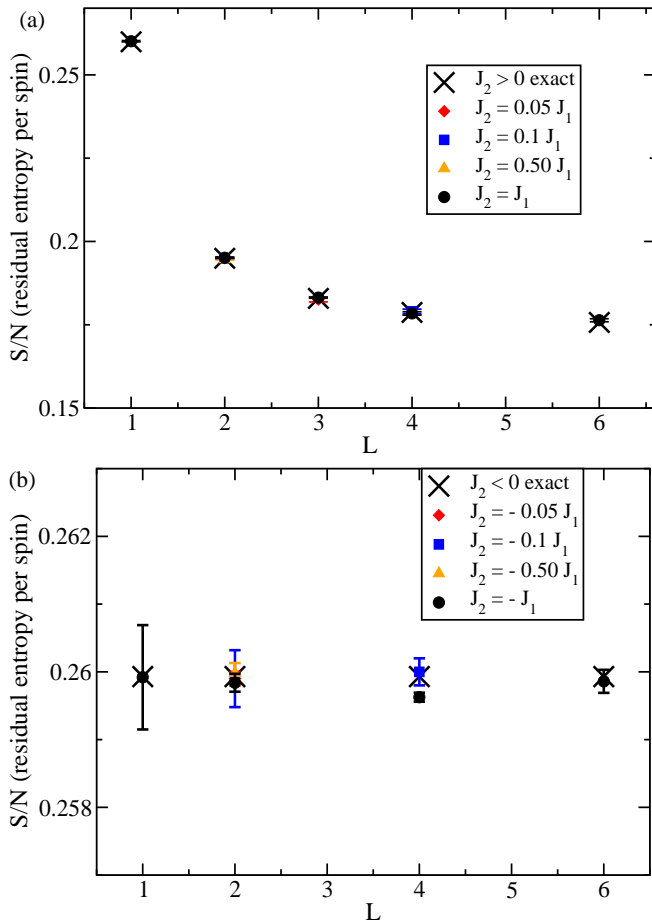 (a)
0.25
0.2
0.15
S/N (residual entropy per spin)
J2 > 0 exact
J2 = 0.05 J1
J2 = 0.1 J1
J2 = 0.50 J1
J2 = J1
1 2 3 4 5 6
L
(b)
0.262
0.26
0.258
S/N (residual entropy per spin)
J2 < 0 exact
J2 = - 0.05 J1
J2 = - 0.1 J1
J2 = - 0.50 J1
J2 = - J1
1 2 3 4 5 6
L